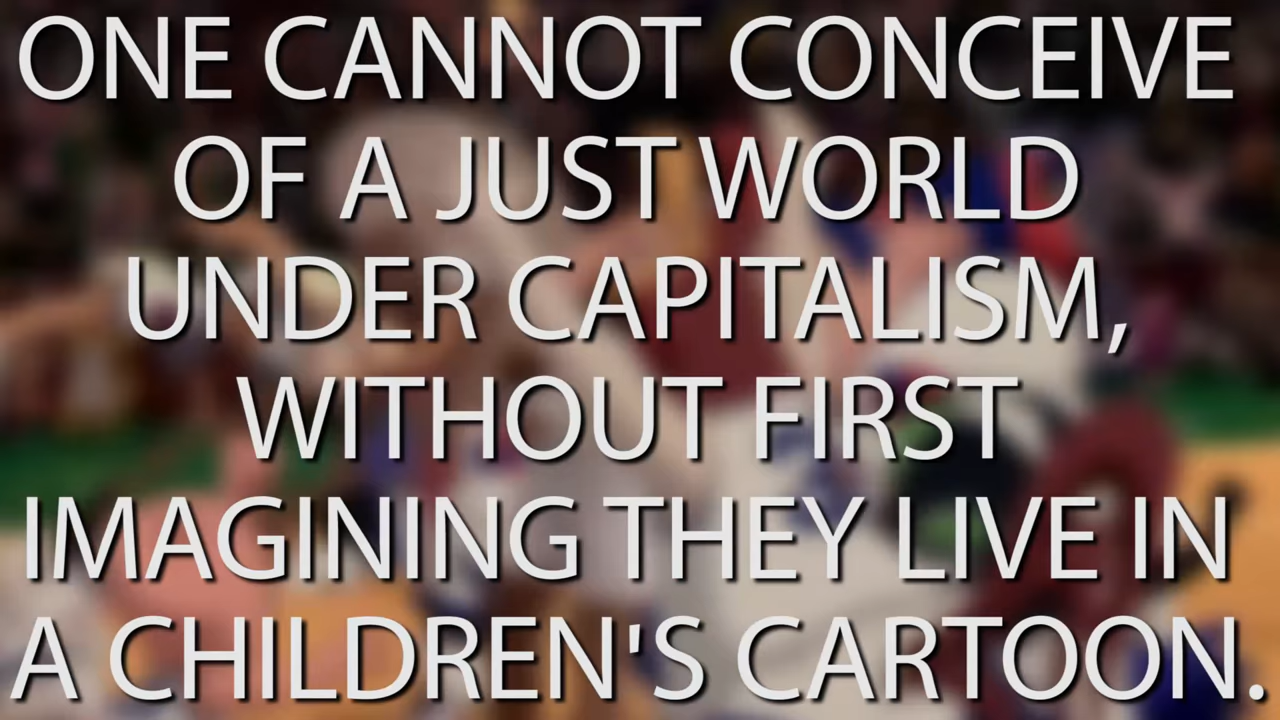 ONE CANNOT CONCEIVE
OF A JUST WORLD
UNDER CAPITALISM,
WITHOUT FIRST
IMAGINING THEY LIVE IN
A CHILDREN'S CARTOON.